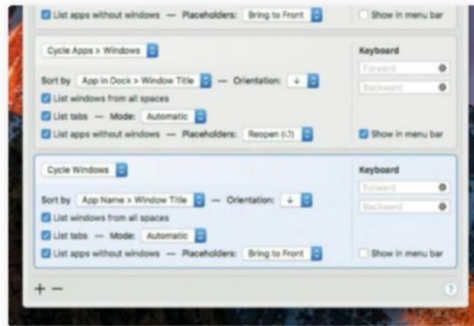 List apps without windows — Placeholders: Bring to Front Show in menu bar
Cycle Apps > Windows Keyboard
Forward
Sort by App in Dock > Window Title — Orientation: ↓ Backward
List windows from all spaces
List tabs — Mode: Automatic
List apps without windows — Placeholders: Reopen Show in menu bar
Cycle Windows Keyboard
Forward
Sort by App Name > Window Title — Orientation: ↓ Backward
List windows from all spaces
List tabs — Mode: Automatic
List apps without windows — Placeholders: Bring to Front Show in menu bar
+ − ?